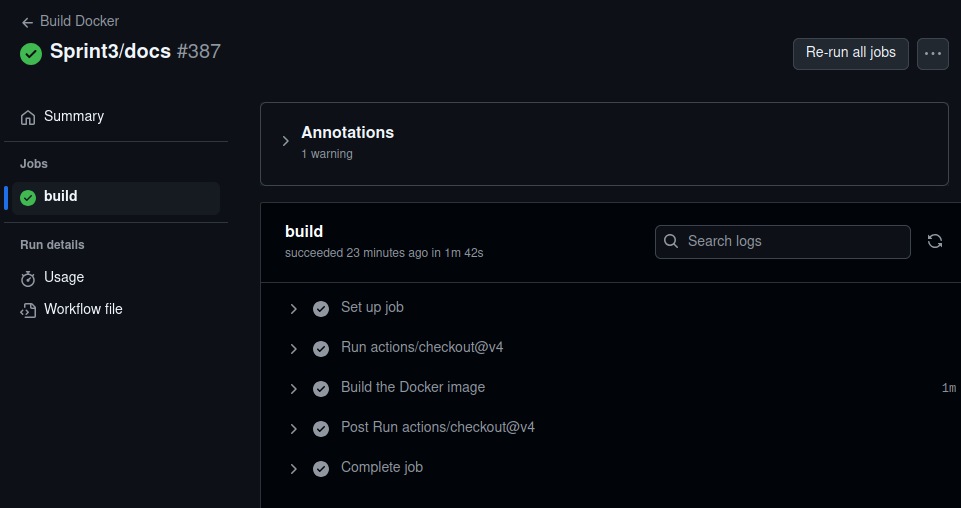 Build Docker
Sprint3/docs #387
Re-run all jobs
Summary
Jobs
build
Run details
Usage
Workflow file
Annotations
1 warning
build
succeeded 23 minutes ago in 1m 42s
Search logs
Set up job
Run actions/checkout@v4
Build the Docker image
1m
Post Run actions/checkout@v4
Complete job